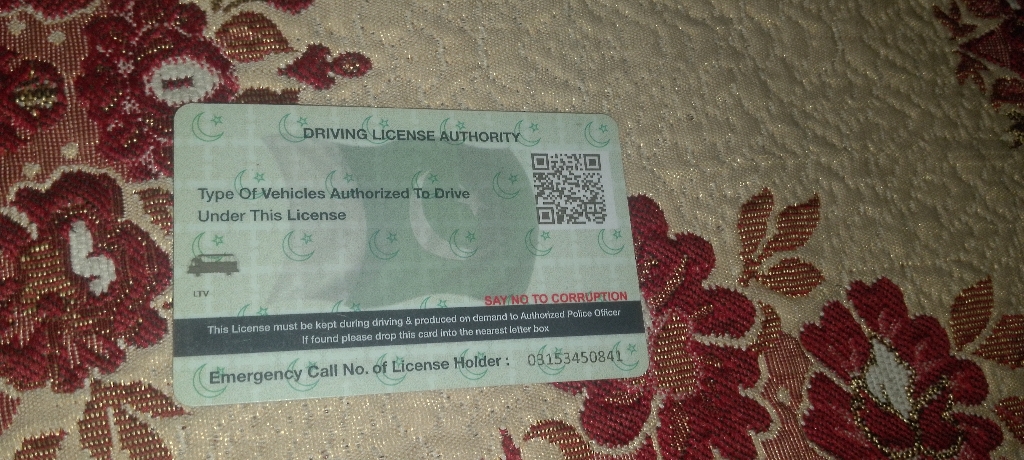 DRIVING LICENSE AUTHORITY
Type Of Vehicles Authorized To Drive
Under This License
LTV
SAY NO TO CORRUPTION
This License must be kept during driving & produced on demand to Authorized Police Officer
If found please drop this card into the nearest letter box
Emergency Call No. of License Holder : 03153450841